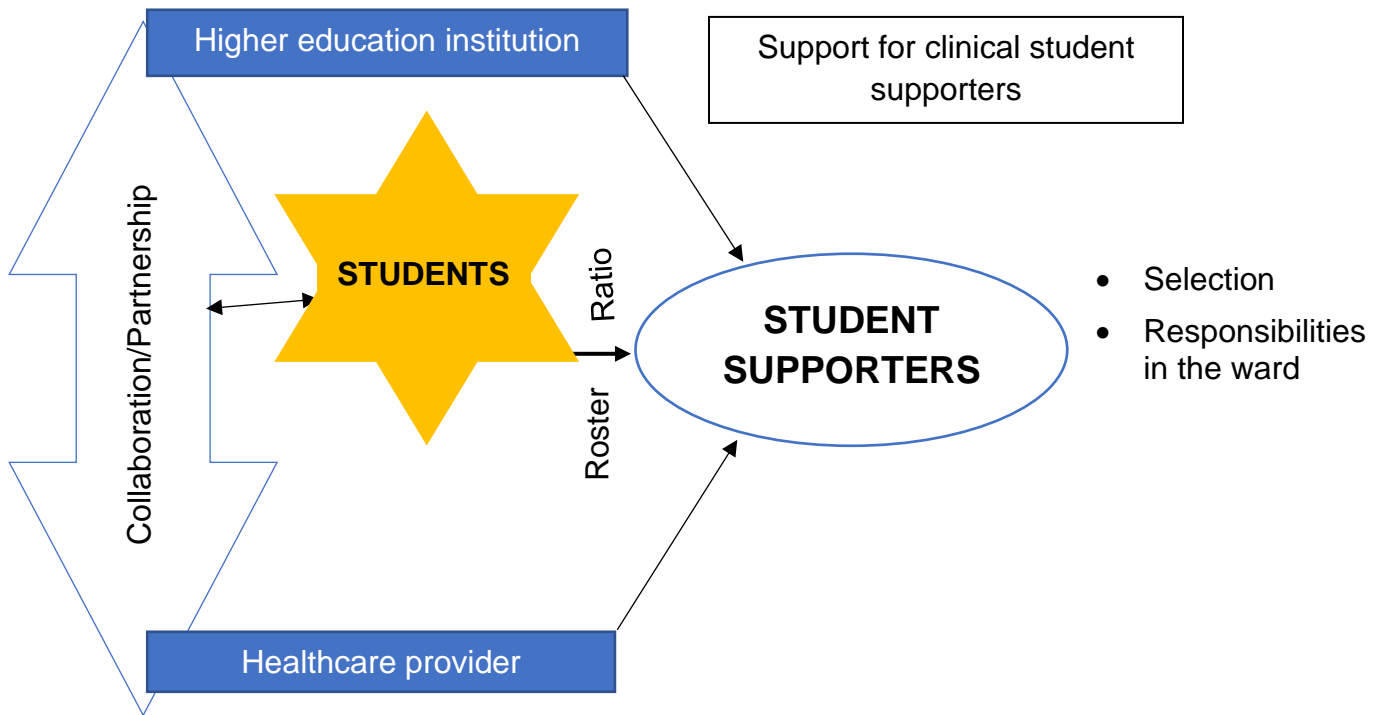 Higher education institution
Support for clinical student
supporters
Collaboration/Partnership
STUDENTS
Ratio
Roster
STUDENT
SUPPORTERS
● Selection
● Responsibilities
in the ward
Healthcare provider